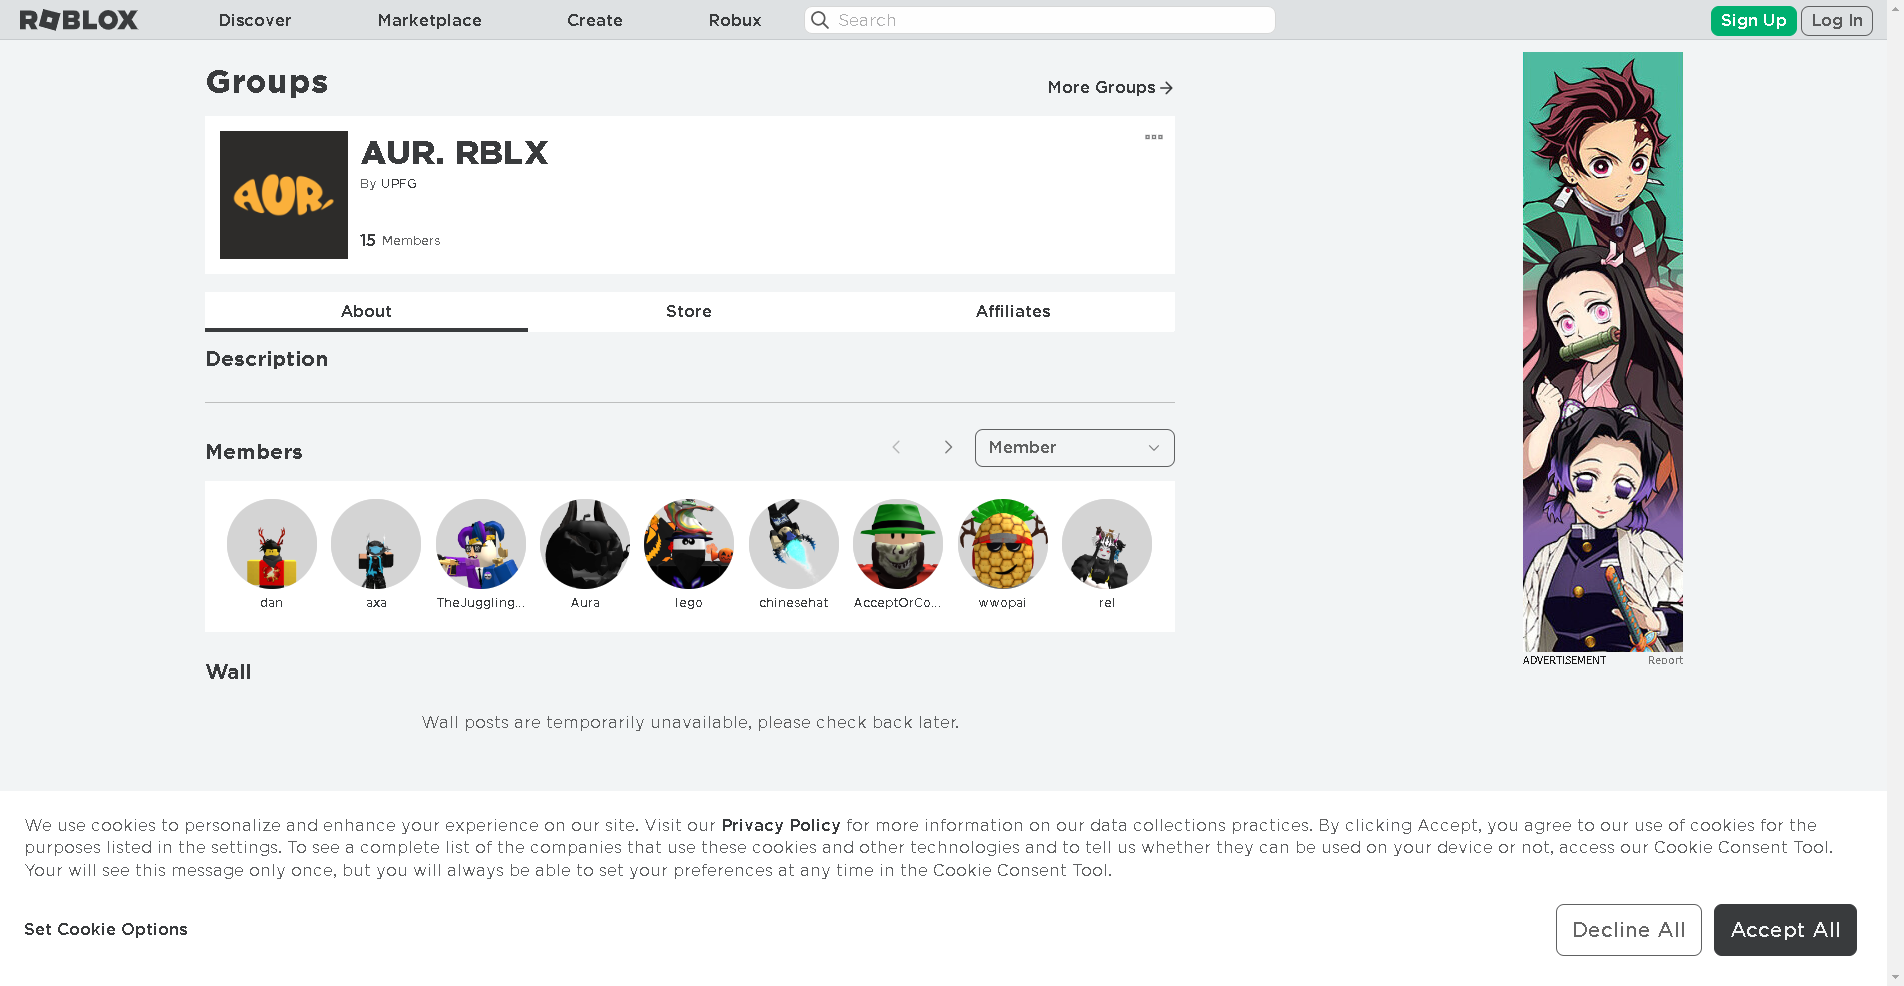 ROBLOX
Discover
Marketplace
Create
Robux
Search
Sign Up
Log In
Groups
More Groups
AUR.
AUR. RBLX
By UPFG
15 Members
About
Store
Affiliates
Description
Members
Member
dan
axa
TheJuggling...
Aura
lego
chinesehat
AcceptOrCo...
wwopai
rel
Wall
Wall posts are temporarily unavailable, please check back later.
ADVERTISEMENT
Report
We use cookies to personalize and enhance your experience on our site. Visit our Privacy Policy for more information on our data collections practices. By clicking Accept, you agree to our use of cookies for the
purposes listed in the settings. To see a complete list of the companies that use these cookies and other technologies and to tell us whether they can be used on your device or not, access our Cookie Consent Tool.
Your will see this message only once, but you will always be able to set your preferences at any time in the Cookie Consent Tool.
Set Cookie Options
Decline All
Accept All